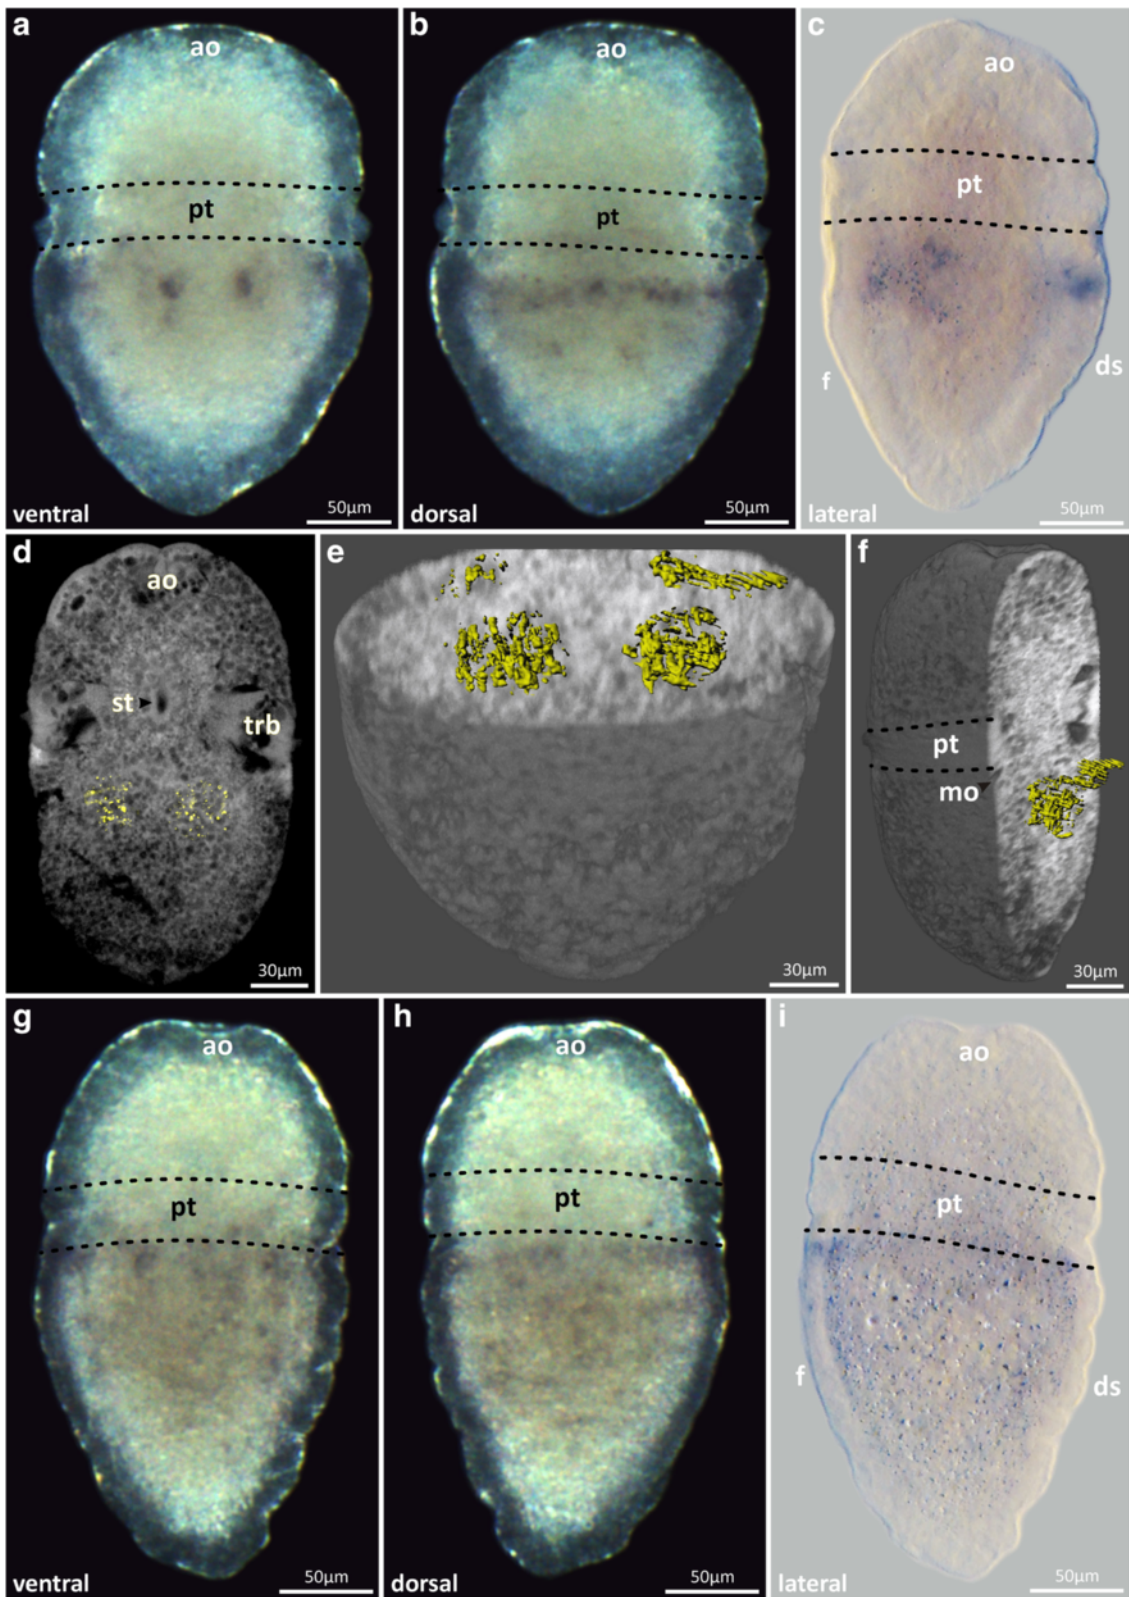 a
ao
pt
50µm
ventral
b
ao
pt
50µm
dorsal
c
ao
pt
f
ds
50µm
lateral
d
ao
st
trb
30µm
e
30µm
f
pt
mo
30µm
g
ao
pt
50µm
ventral
h
ao
pt
50µm
dorsal
i
ao
pt
f
ds
50µm
lateral